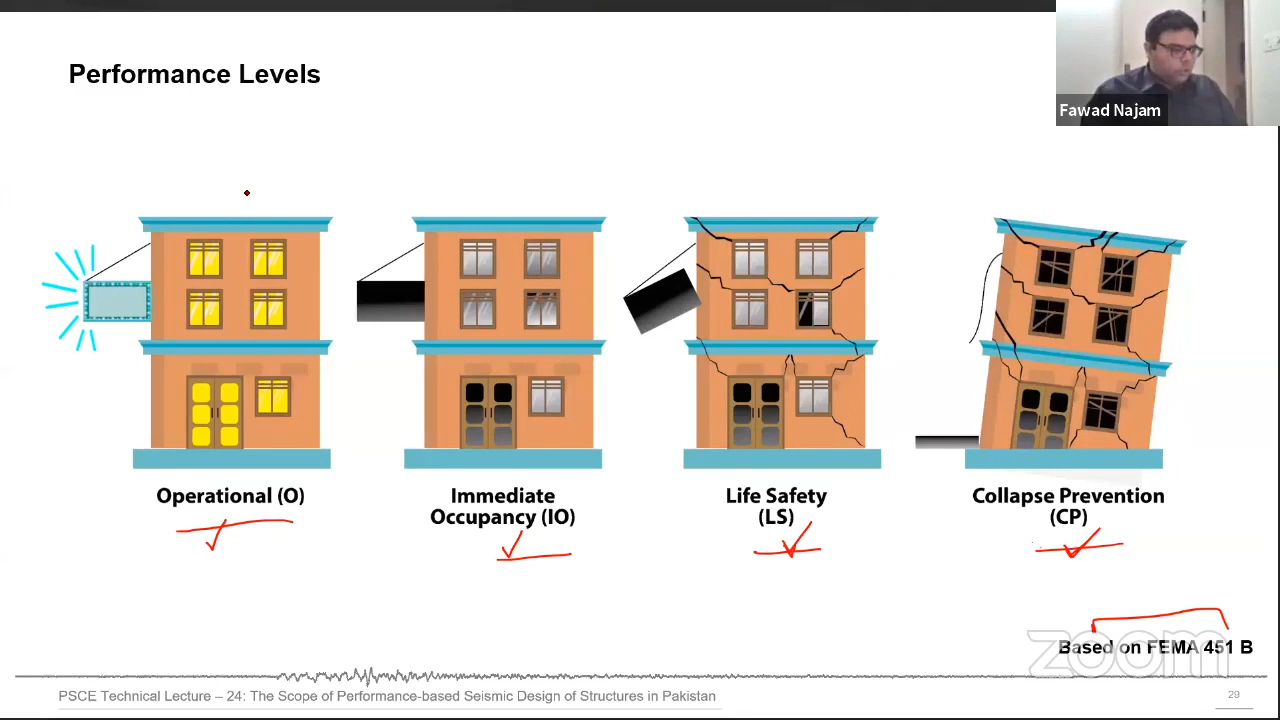 Performance Levels
Fawad Najam
Operational (O)
Immediate
Occupancy (IO)
Life Safety
(LS)
Collapse Prevention
(CP)
Based on FEMA 451 B
zoom
PSCE Technical Lecture – 24: The Scope of Performance-based Seismic Design of Structures in Pakistan
29